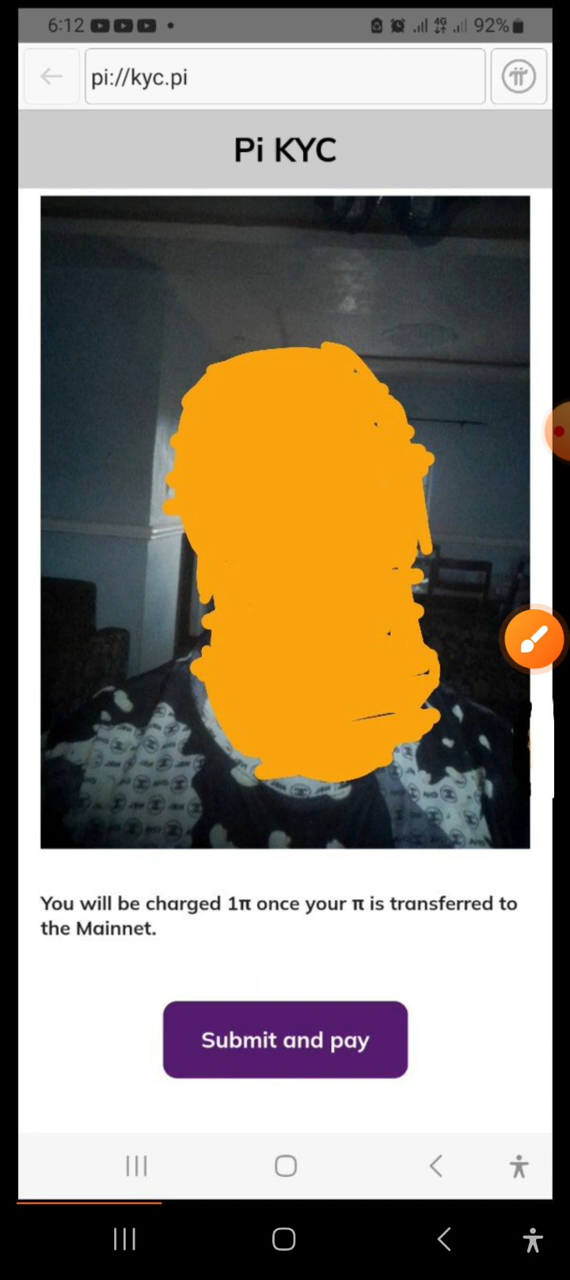 6:12
4G
92%
pi://kyc.pi
Pi KYC
You will be charged 1π once your π is transferred to
the Mainnet.
Submit and pay